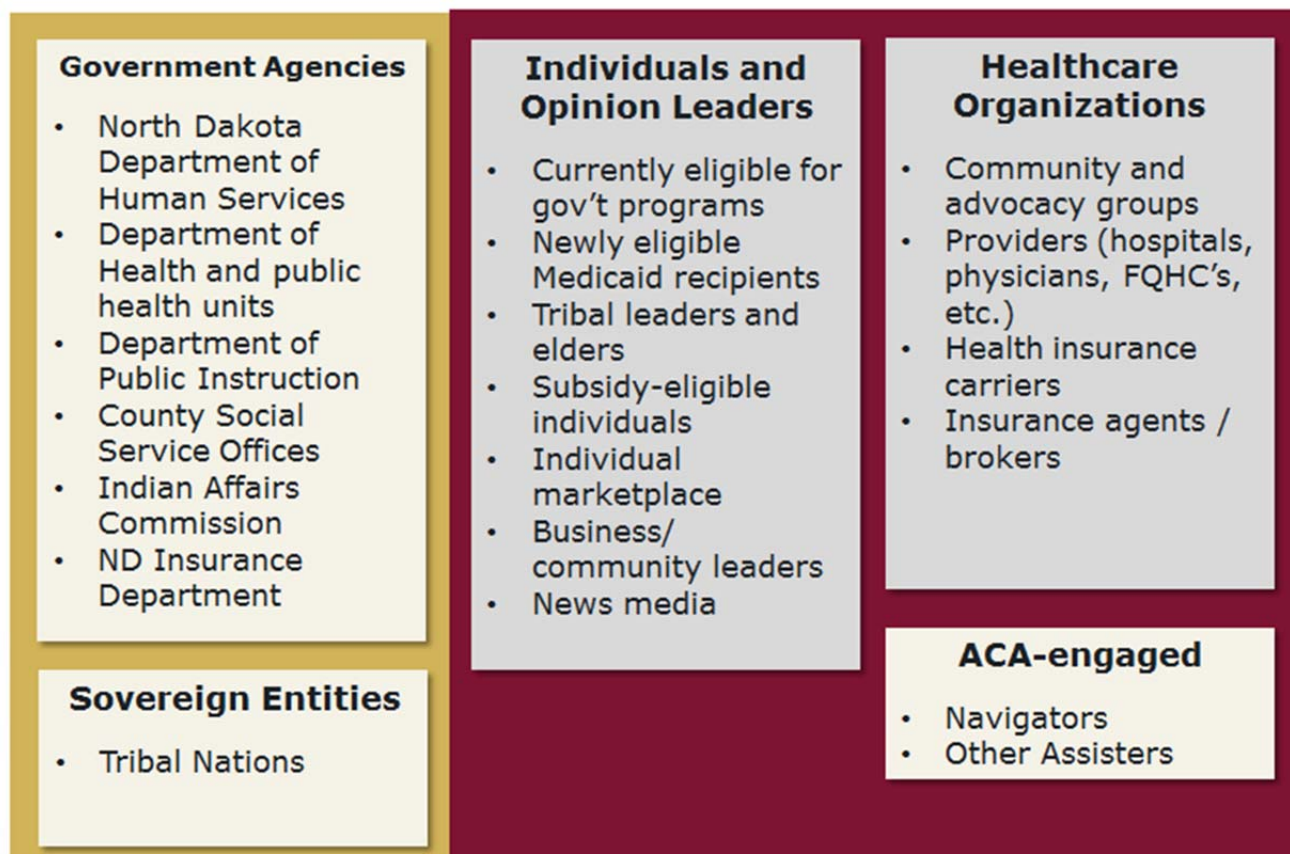 Government Agencies
• North Dakota
Department of
Human Services
• Department of
Health and public
health units
• Department of
Public Instruction
• County Social
Service Offices
• Indian Affairs
Commission
• ND Insurance
Department
Sovereign Entities
• Tribal Nations
Individuals and
Opinion Leaders
• Currently eligible for
gov't programs
• Newly eligible
Medicaid recipients
• Tribal leaders and
elders
• Subsidy-eligible
individuals
• Individual
marketplace
• Business/
community leaders
• News media
Healthcare
Organizations
• Community and
advocacy groups
• Providers (hospitals,
physicians, FQHC's,
etc.)
• Health insurance
carriers
• Insurance agents /
brokers
ACA-engaged
• Navigators
• Other Assisters